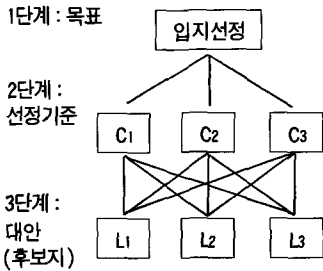 1단계 : 목표
입지선정
2단계 :
선정기준
C1 C2 C3
3단계 :
대안
(후보지)
L1 L2 L3